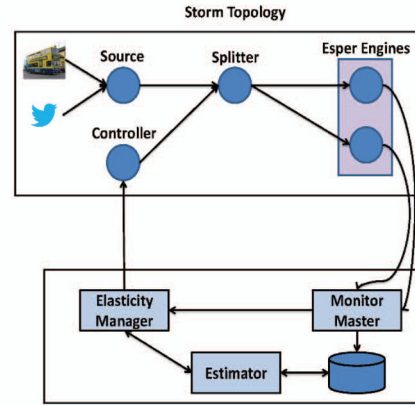 Storm Topology
Source
Splitter
Esper Engines
Controller
Elasticity
Manager
Monitor
Master
Estimator